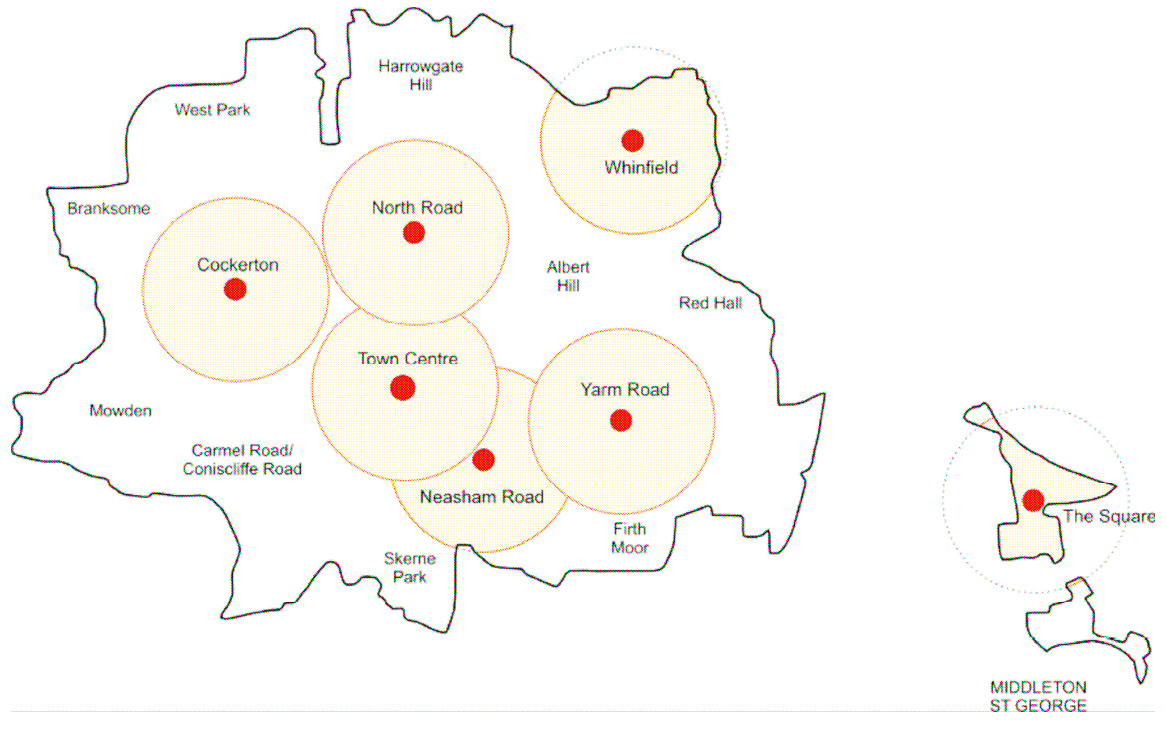 Harrowgate
Hill
West Park
Whinfield
Branksome
North Road
Cockerton
Albert
Hill
Red Hall
Town Centre
Yarm Road
Mowden
Carmel Road/
Coniscliffe Road
Neasham Road
The Square
Firth
Moor
Skerne
Park
MIDDLETON
ST GEORGE